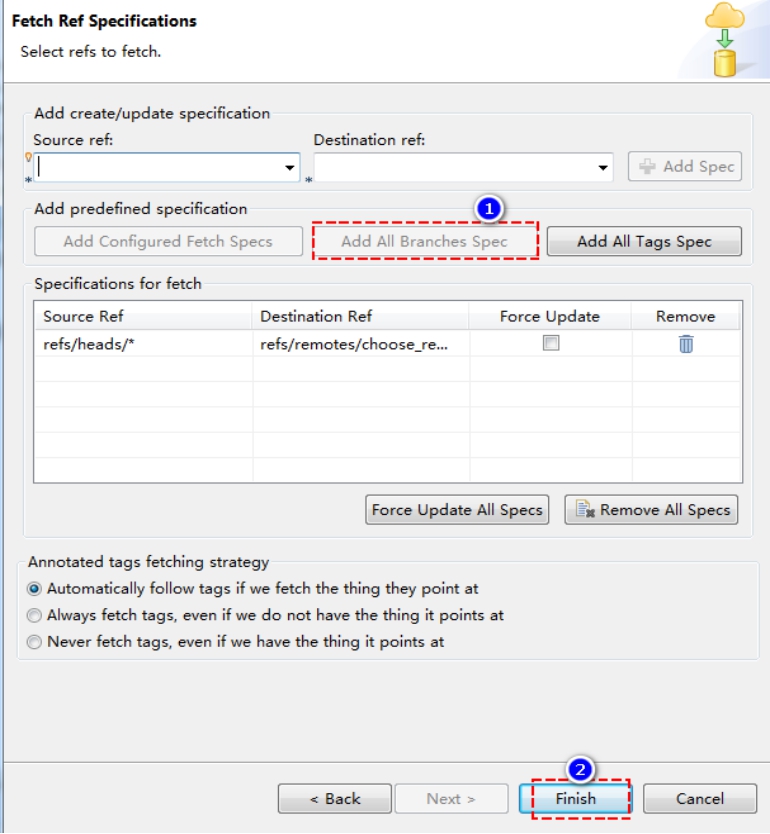 Fetch Ref Specifications
Select refs to fetch.
Add create/update specification
Source ref: Destination ref:
* * Add Spec
Add predefined specification 1
Add Configured Fetch Specs Add All Branches Spec Add All Tags Spec
Specifications for fetch
Source Ref Destination Ref Force Update Remove
refs/heads/* refs/remotes/choose_re...
Force Update All Specs Remove All Specs
Annotated tags fetching strategy
Automatically follow tags if we fetch the thing they point at
Always fetch tags, even if we do not have the thing it points at
Never fetch tags, even if we have the thing it points at
2
< Back Next > Finish Cancel